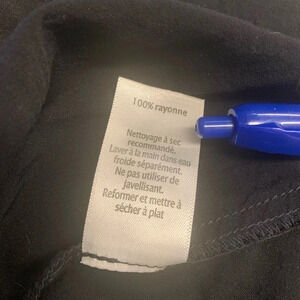 100% rayonne
Nettoyage à sec
recommandé.
Laver à la main dans eau
froide séparément.
Ne pas utiliser de
javellisant.
Reformer et mettre à
sécher à plat